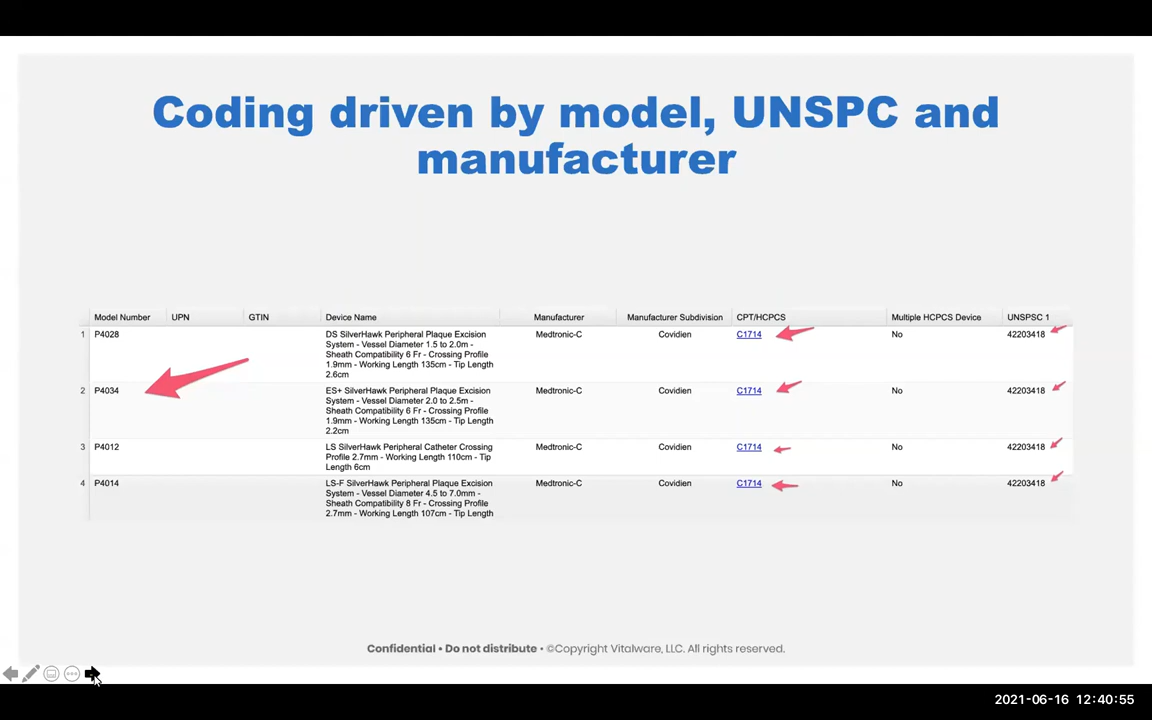 Coding driven by model, UNSPC and
manufacturer
Model Number UPN GTIN Device Name Manufacturer Manufacturer Subdivision CPT/HCPCS Multiple HCPCS Device UNSPSC 1
1 P4028 DS SilverHawk Peripheral Plaque Excision Medtronic-C Covidien C1714 No 42203418
System - Vessel Diameter 1.5 to 2.0m -
Sheath Compatibility 6 Fr - Crossing Profile
1.9mm - Working Length 135cm - Tip Length
2.6cm
2 P4034 ES+ SilverHawk Peripheral Plaque Excision Medtronic-C Covidien C1714 No 42203418
System - Vessel Diameter 2.0 to 2.5m -
Sheath Compatibility 6 Fr - Crossing Profile
1.9mm - Working Length 135cm - Tip Length
2.2cm
3 P4012 LS SilverHawk Peripheral Catheter Crossing Medtronic-C Covidien C1714 No 42203418
Profile 2.7mm - Working Length 110cm - Tip
Length 6cm
4 P4014 LS-F SilverHawk Peripheral Plaque Excision Medtronic-C Covidien C1714 No 42203418
System - Vessel Diameter 4.5 to 7.0mm -
Sheath Compatibility 8 Fr - Crossing Profile
2.7mm - Working Length 107cm - Tip Length
Confidential • Do not distribute • ©Copyright Vitalware, LLC. All rights reserved.
2021-06-16 12:40:55